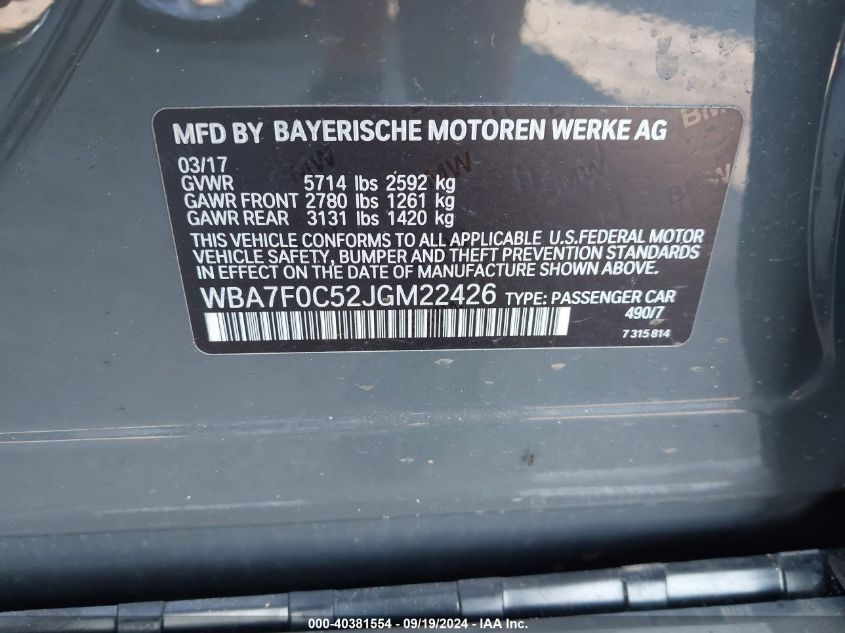 MFD BY BAYERISCHE MOTOREN WERKE AG
03/17
GVWR 5714 lbs 2592 kg
GAWR FRONT 2780 lbs 1261 kg
GAWR REAR 3131 lbs 1420 kg
THIS VEHICLE CONFORMS TO ALL APPLICABLE U.S.FEDERAL MOTOR
VEHICLE SAFETY, BUMPER AND THEFT PREVENTION STANDARDS
IN EFFECT ON THE DATE OF MANUFACTURE SHOWN ABOVE.
WBA7F0C52JGM22426 TYPE: PASSENGER CAR
490/7
7 315 814
000-40381554 - 09/19/2024 - IAA Inc.